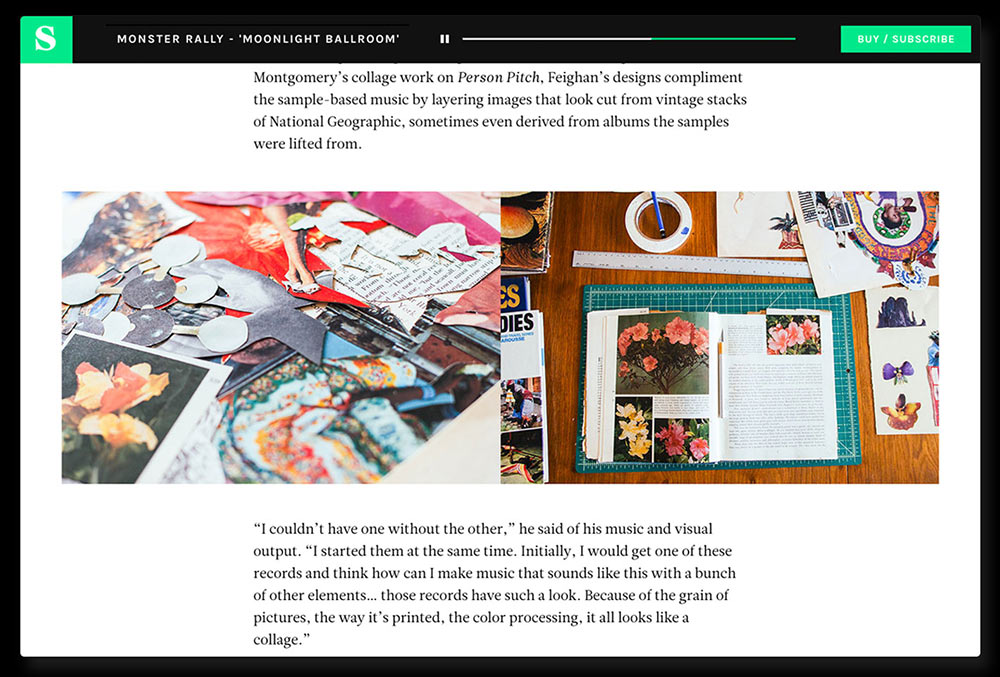 S
MONSTER RALLY - 'MOONLIGHT BALLROOM'
BUY / SUBSCRIBE
Montgomery’s collage work on Person Pitch, Feighan’s designs compliment
the sample-based music by layering images that look cut from vintage stacks
of National Geographic, sometimes even derived from albums the samples
were lifted from.
“I couldn’t have one without the other,” he said of his music and visual
output. “I started them at the same time. Initially, I would get one of these
records and think how can I make music that sounds like this with a bunch
of other elements... those records have such a look. Because of the grain of
pictures, the way it’s printed, the color processing, it all looks like a
collage.”